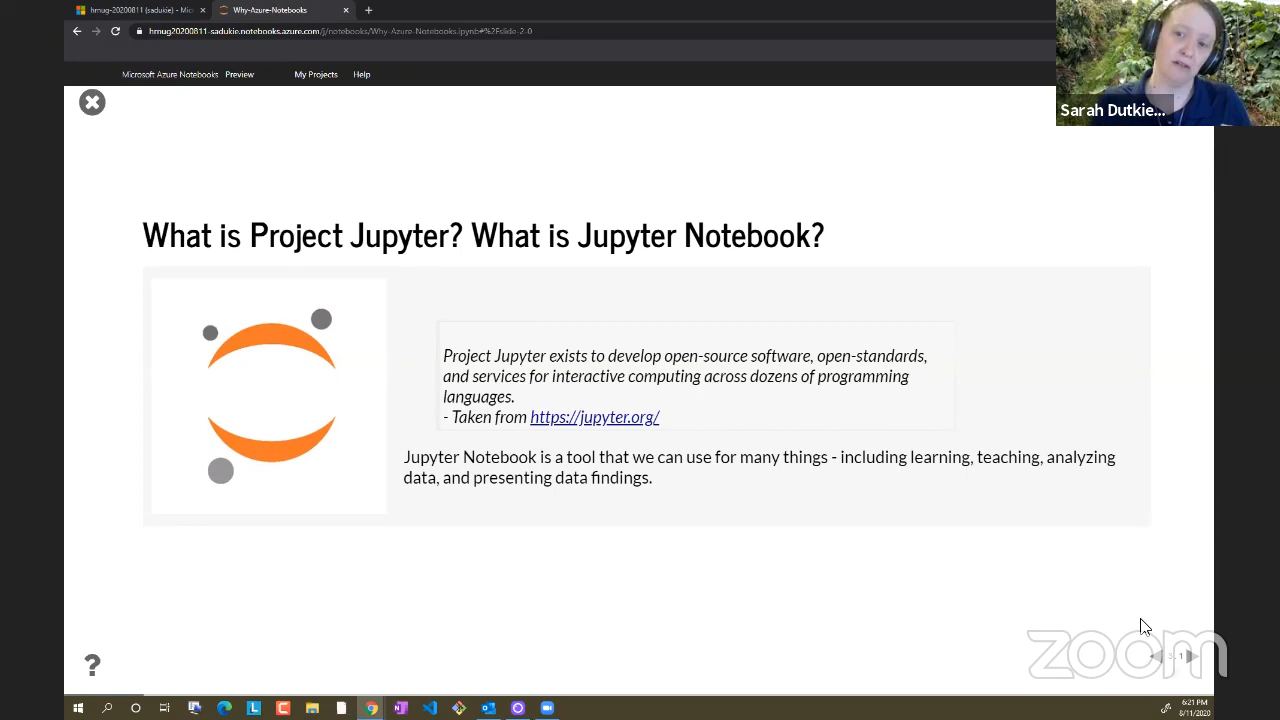 hrnug-20200811 (sadukie) - Mic
Why-Azure-Notebooks
hrnug20200811-sadukie.notebooks.azure.com/j/notebooks/Why-Azure-Notebooks.ipynb#%2Fslide-2-0
Microsoft Azure Notebooks Preview My Projects Help
Sarah Dutkie...
What is Project Jupyter? What is Jupyter Notebook?
Project Jupyter exists to develop open-source software, open-standards,
and services for interactive computing across dozens of programming
languages.
- Taken from https://jupyter.org/
Jupyter Notebook is a tool that we can use for many things - including learning, teaching, analyzing
data, and presenting data findings.
?
zoom
6:21 PM
8/11/2020